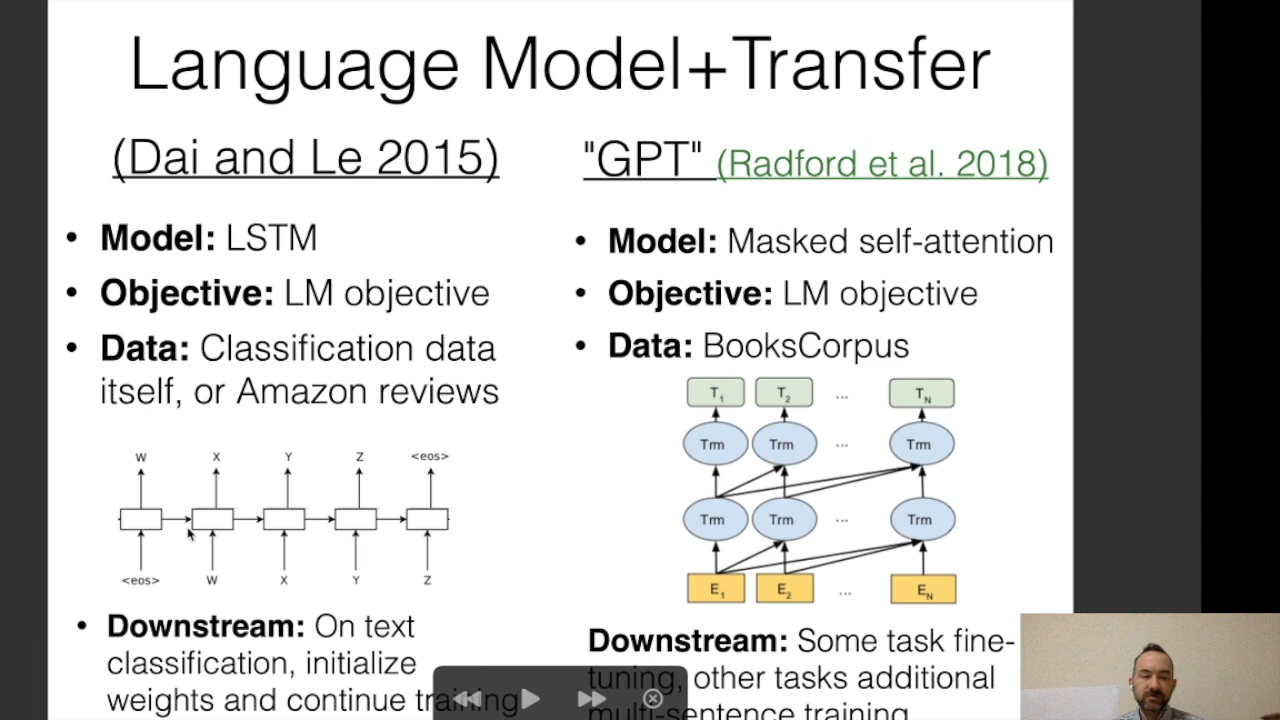 Language Model+Transfer
(Dai and Le 2015)
• Model: LSTM
• Objective: LM objective
• Data: Classification data
itself, or Amazon reviews
W X Y Z <eos>
<eos> W X Y Z
• Downstream: On text
classification, initialize
weights and continue training
"GPT" (Radford et al. 2018)
• Model: Masked self-attention
• Objective: LM objective
• Data: BooksCorpus
T1 T2 ... TN
Trm Trm ... Trm
Trm Trm ... Trm
E1 E2 ... EN
Downstream: Some task fine-
tuning, other tasks additional
multi-sentence training